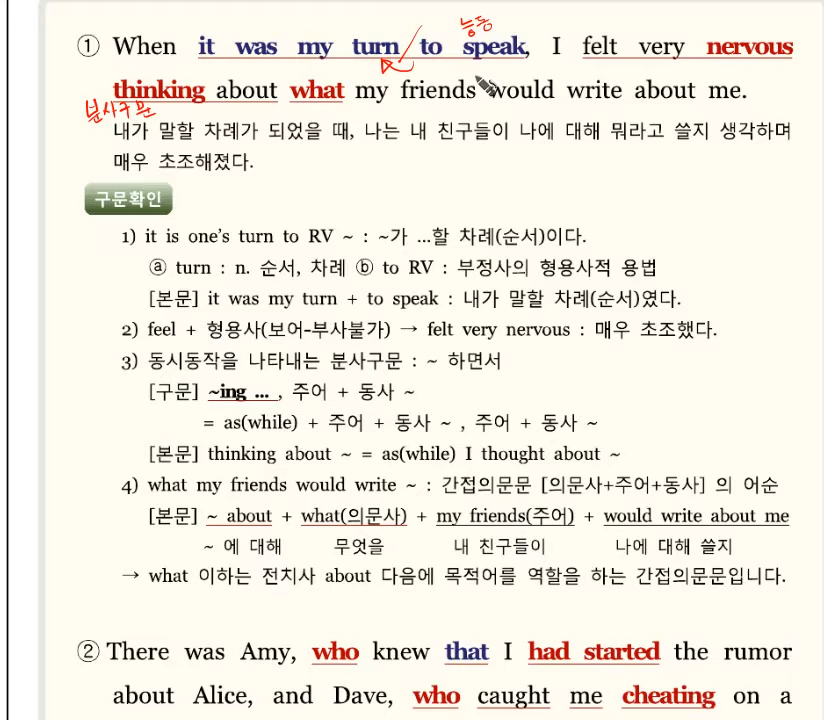 능동
① When it was my turn to speak, I felt very nervous
thinking about what my friends would write about me.
분사구문
내가 말할 차례가 되었을 때, 나는 내 친구들이 나에 대해 뭐라고 쓸지 생각하며
매우 초조해졌다.
구문확인
1) it is one's turn to RV ~ : ~가 …할 차례(순서)이다.
ⓐ turn : n. 순서, 차례 ⓑ to RV : 부정사의 형용사적 용법
[본문] it was my turn + to speak : 내가 말할 차례(순서)였다.
2) feel + 형용사(보어-부사불가) → felt very nervous : 매우 초조했다.
3) 동시동작을 나타내는 분사구문 : ~ 하면서
[구문] ~ing … , 주어 + 동사 ~
= as(while) + 주어 + 동사 ~ , 주어 + 동사 ~
[본문] thinking about ~ = as(while) I thought about ~
4) what my friends would write ~ : 간접의문문 [의문사+주어+동사] 의 어순
[본문] ~ about + what(의문사) + my friends(주어) + would write about me
~ 에 대해 무엇을 내 친구들이 나에 대해 쓸지
→ what 이하는 전치사 about 다음에 목적어를 역할을 하는 간접의문문입니다.
② There was Amy, who knew that I had started the rumor
about Alice, and Dave, who caught me cheating on a